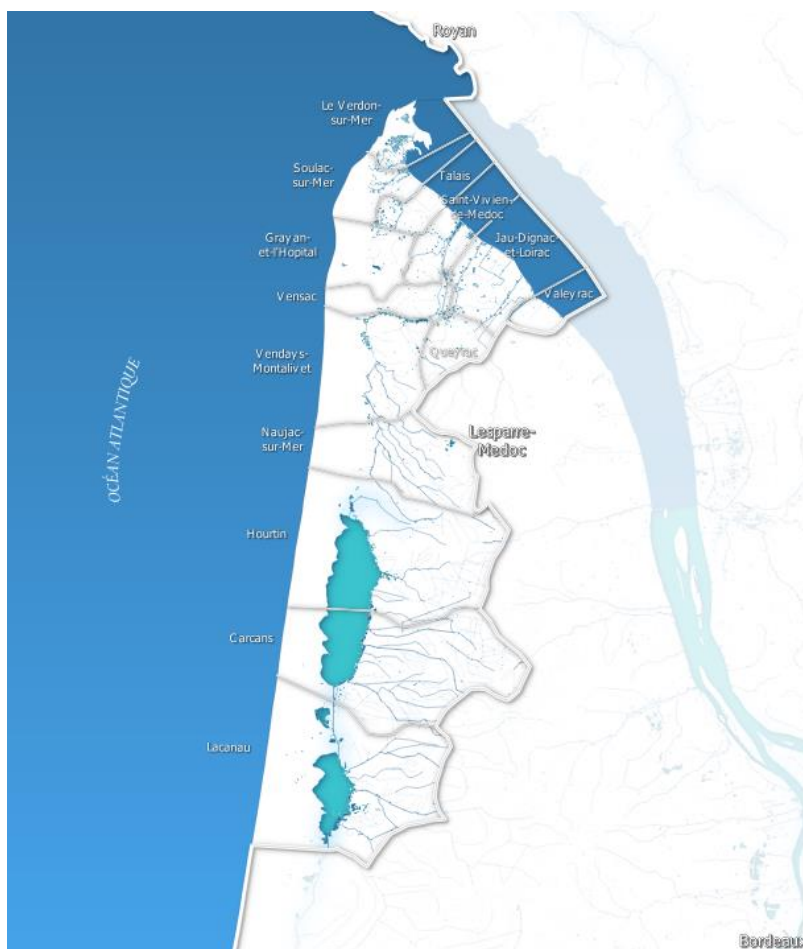 Royan
Le Verdon-
sur-Mer
Soulac-
sur-Mer
Talais
Saint-Vivien-
de-Medoc
Grayan-
et-l'Hopital
Jau-Dignac-
et-Loirac
Vensac
Valeyrac
Vendays-
Montalivet
Queyrac
OCÉAN ATLANTIQUE
Naujac-
sur-Mer
Lesparre-
Medoc
Hourtin
Carcans
Lacanau
Bordeaux